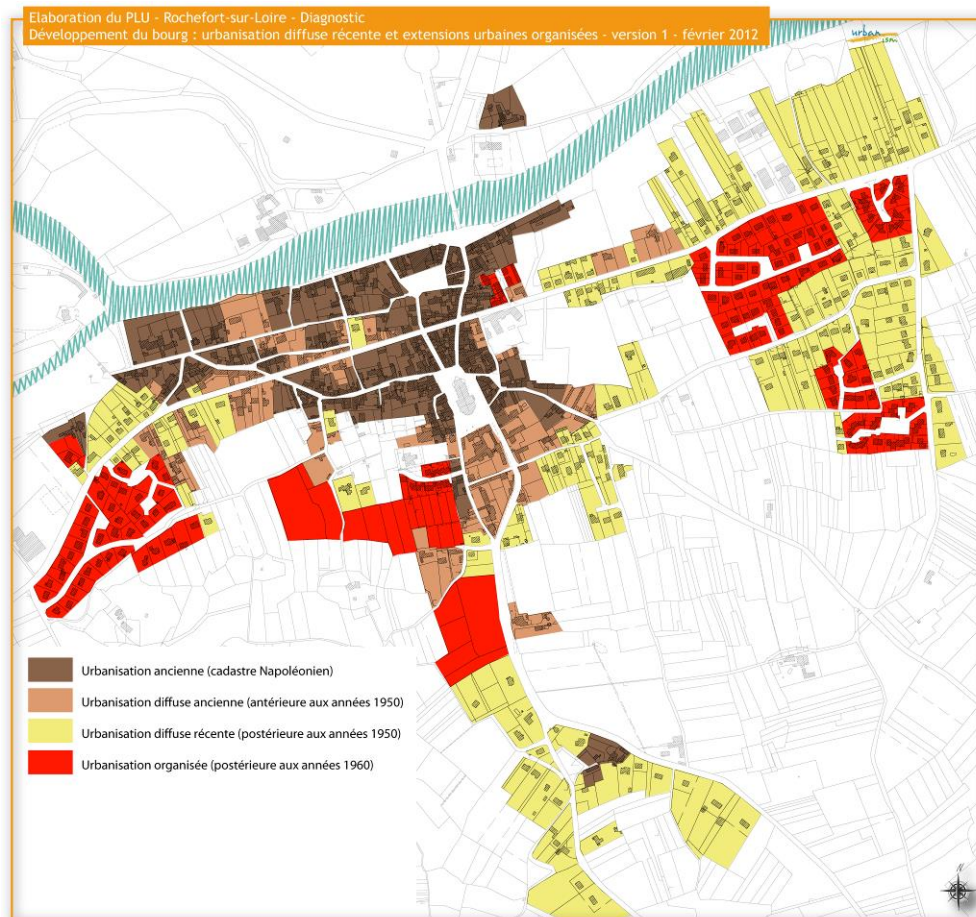 Elaboration du PLU - Rochefort-sur-Loire - Diagnostic
Développement du bourg : urbanisation diffuse récente et extensions urbaines organisées - version 1 - février 2012
urban
ism
Urbanisation ancienne (cadastre Napoléonien)
Urbanisation diffuse ancienne (antérieure aux années 1950)
Urbanisation diffuse récente (postérieure aux années 1950)
Urbanisation organisée (postérieure aux années 1960)
N